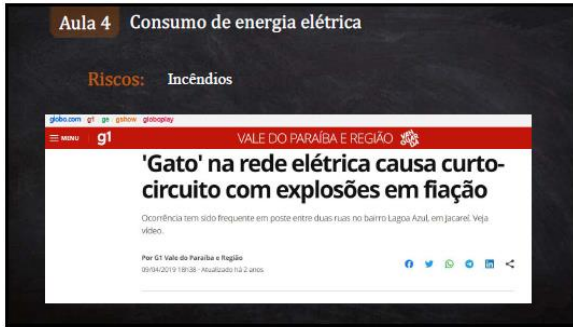 Aula 4 Consumo de energia elétrica
Riscos: Incêndios
globo.com g1 ge gshow globoplay
MENU g1 VALE DO PARAÍBA E REGIÃO
'Gato' na rede elétrica causa curto-
circuito com explosões em fiação
Ocorrência tem sido frequente em poste entre duas ruas no bairro Lagoa Azul, em Jacareí. Veja
vídeo.
Por G1 Vale do Paraíba e Região
09/04/2019 18h38 - Atualizado há 2 anos